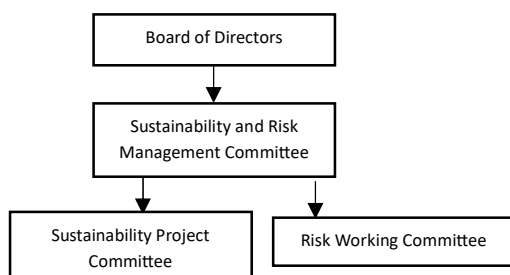 Board of Directors
Sustainability and Risk
Management Committee
Sustainability Project
Committee
Risk Working Committee